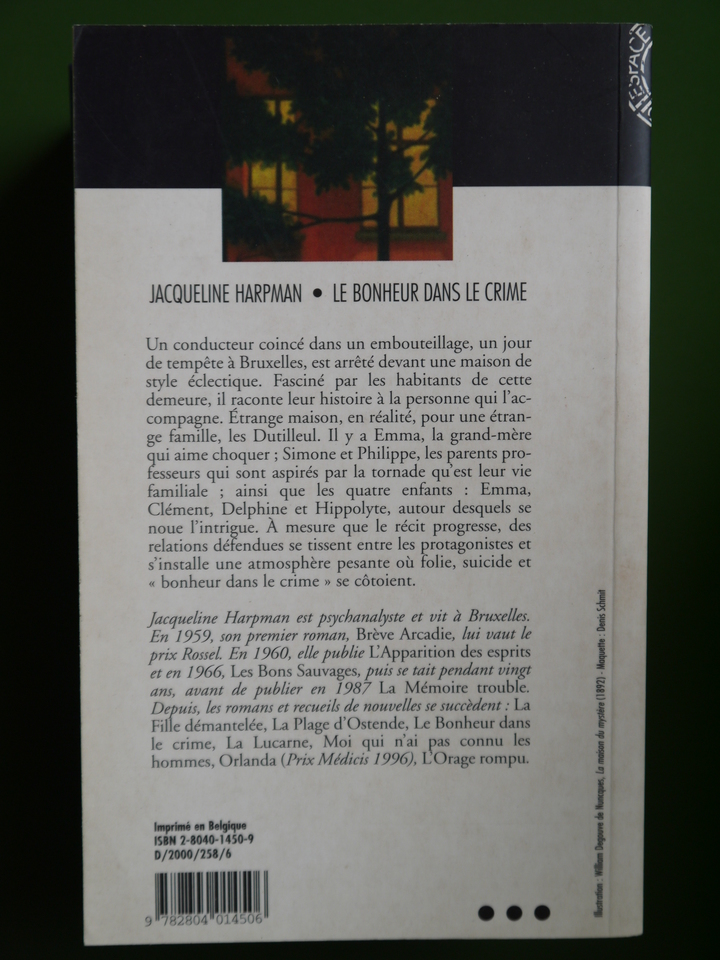 ESPACE
JACQUELINE HARPMAN • LE BONHEUR DANS LE CRIME
Un conducteur coincé dans un embouteillage, un jour
de tempête à Bruxelles, est arrêté devant une maison de
style éclectique. Fasciné par les habitants de cette
demeure, il raconte leur histoire à la personne qui l'ac-
compagne. Étrange maison, en réalité, pour une étran-
ge famille, les Dutilleul. Il y a Emma, la grand-mère
qui aime choquer ; Simone et Philippe, les parents pro-
fesseurs qui sont aspirés par la tornade qu'est leur vie
familiale ; ainsi que les quatre enfants : Emma,
Clément, Delphine et Hippolyte, autour desquels se
noue l'intrigue. À mesure que le récit progresse, des
relations défendues se tissent entre les protagonistes et
s'installe une atmosphère pesante où folie, suicide et
« bonheur dans le crime » se côtoient.
Jacqueline Harpman est psychanalyste et vit à Bruxelles.
En 1959, son premier roman, Brève Arcadie, lui vaut le
prix Rossel. En 1960, elle publie L'Apparition des esprits
et en 1966, Les Bons Sauvages, puis se tait pendant vingt
ans, avant de publier en 1987 La Mémoire trouble.
Depuis, les romans et recueils de nouvelles se succèdent : La
Fille démantelée, La Plage d'Ostende, Le Bonheur dans
le crime, La Lucarne, Moi qui n'ai pas connu les
hommes, Orlanda (Prix Médicis 1996), L'Orage rompu.
Illustration : William Degouve de Nuncques, La maison du mystère (1892) - Maquette : Denis Schmit
Imprimé en Belgique
ISBN 2-8040-1450-9
D/2000/258/6
9 782804 014506